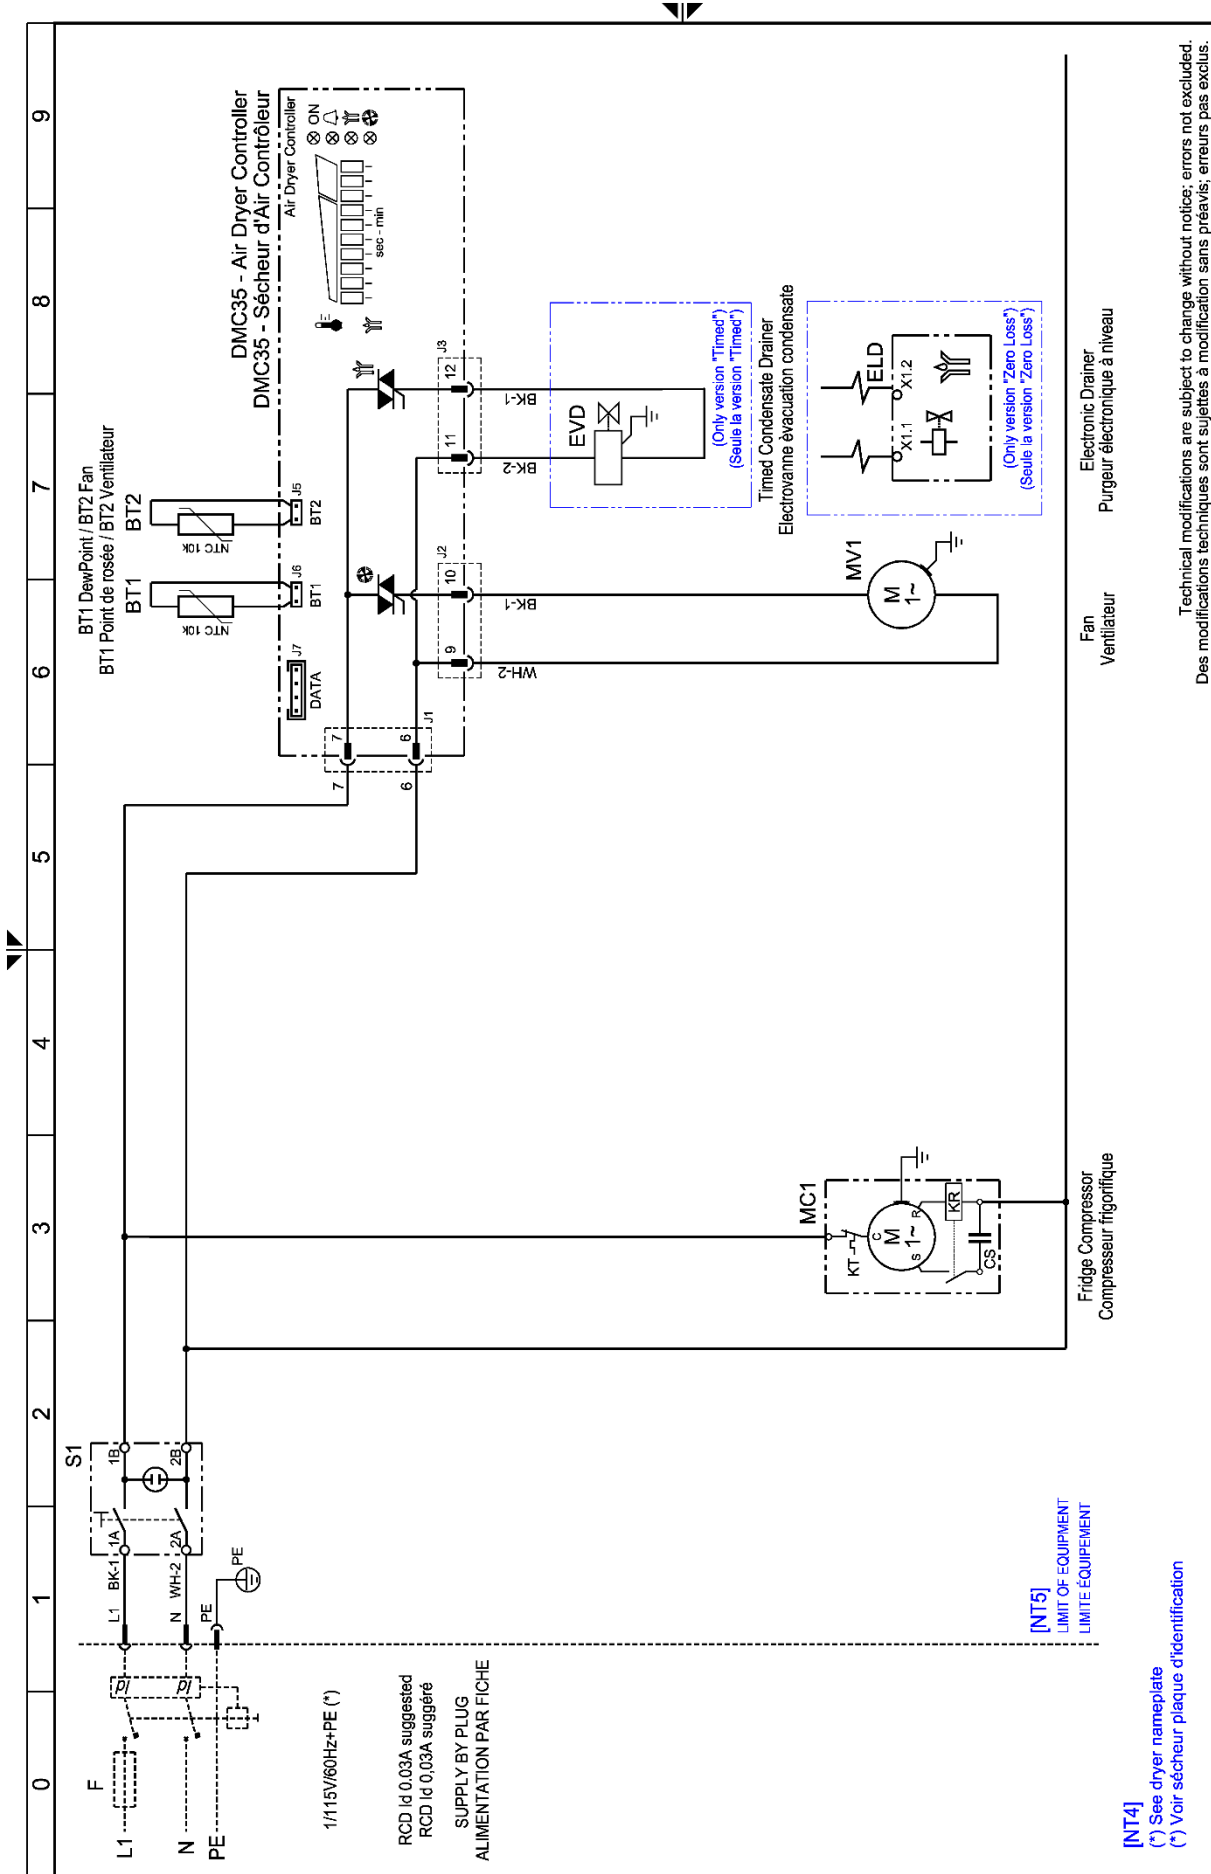 0 1 2 3 4 5 6 7 8 9
L1
N
PE
F
Id
Id
L1 BK-1 1A
N WH-2 2A
PE
PE
S1
1B
2B
1/115V/60Hz+PE (*)
RCD Id 0.03A suggested
RCD Id 0,03A suggéré
SUPPLY BY PLUG
ALIMENTATION PAR FICHE
[NT5]
LIMIT OF EQUIPMENT
LIMITE ÉQUIPEMENT
[NT4]
(*) See dryer nameplate
(*) Voir sécheur plaque d'identification
MC1
KT
C
M
1~
S
R
KR
CS
Fridge Compressor
Compresseur frigorifique
BT1 DewPoint / BT2 Fan
BT1 Point de rosée / BT2 Ventilateur
BT1
BT2
NTC 10k
NTC 10k
J7
DATA
J6
BT1
J5
BT2
DMC35 - Air Dryer Controller
DMC35 - Sécheur d'Air Contrôleur
Air Dryer Controller
ON
sec - min
7
7
6
6
J1
9
10
J2
WH-2
BK-1
11
12
J3
BK-2
BK-1
MV1
M
1~
Fan
Ventilateur
EVD
(Only version "Timed")
(Seule la version "Timed")
Timed Condensate Drainer
Electrovanne èvacuation condensate
ELD
X1.1
X1.2
(Only version "Zero Loss")
(Seule la version "Zero Loss")
Electronic Drainer
Purgeur électronique à niveau
Technical modifications are subject to change without notice; errors not excluded.
Des modifications techniques sont sujettes à modification sans préavis; erreurs pas exclus.